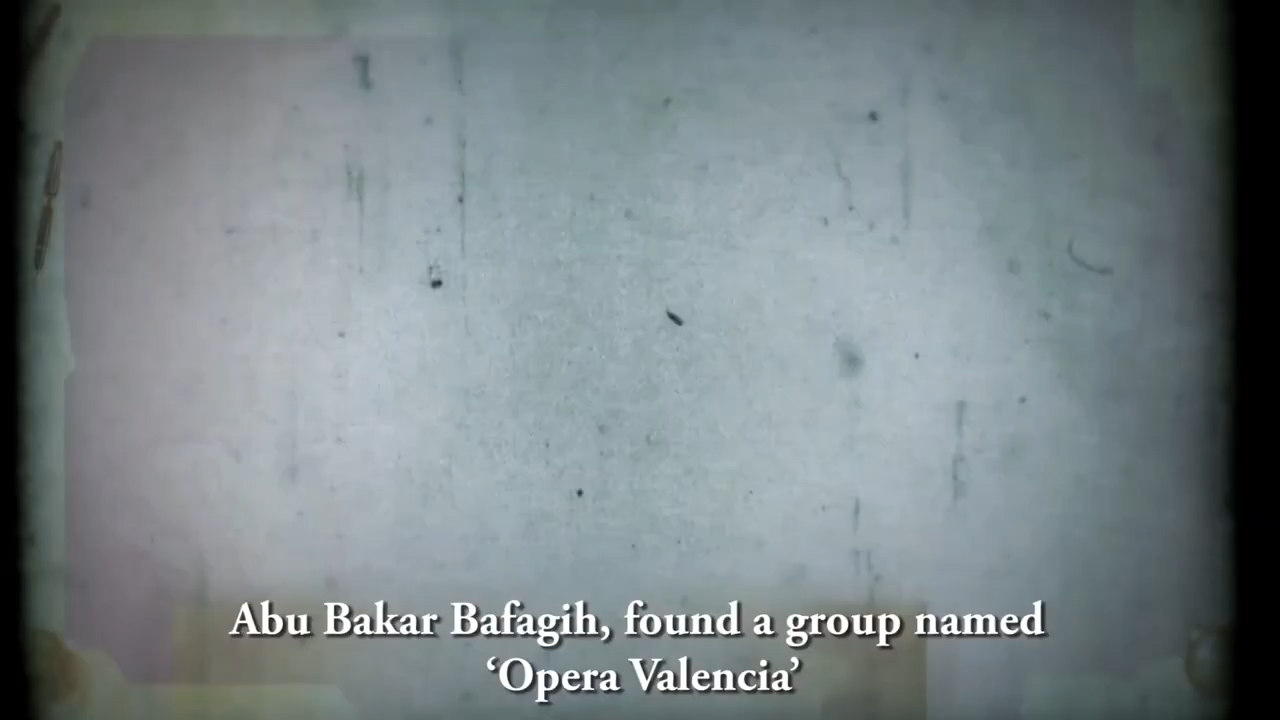 Abu Bakar Bafagih, found a group named
‘Opera Valencia’